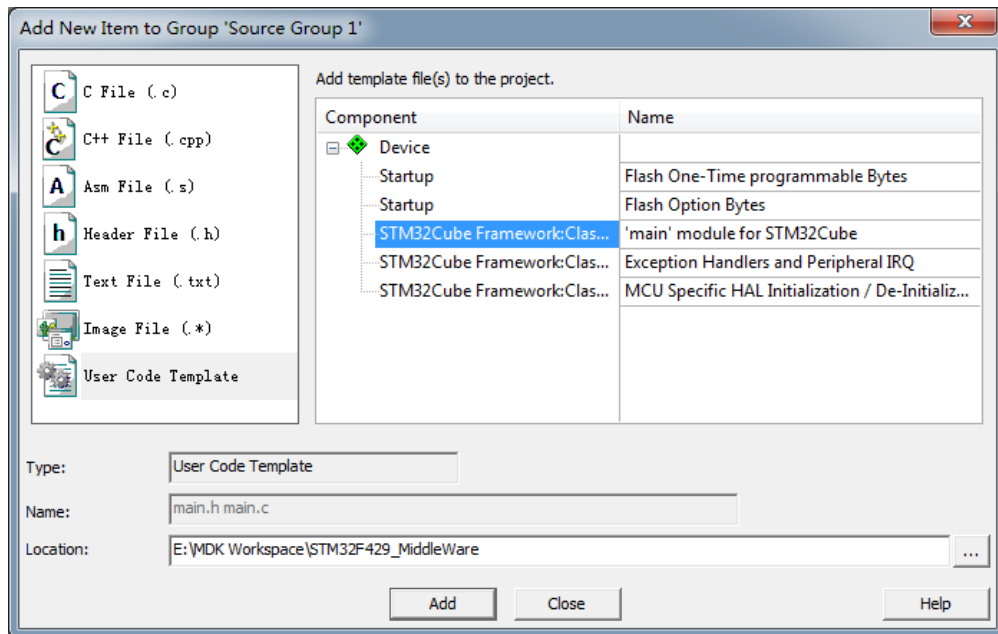 Add New Item to Group 'Source Group 1'
C File (.c)
C++ File (.cpp)
Asm File (.s)
Header File (.h)
Text File (.txt)
Image File (.*)
User Code Template
Add template file(s) to the project.
Component Name
Device
Startup Flash One-Time programmable Bytes
Startup Flash Option Bytes
STM32Cube Framework:Clas... 'main' module for STM32Cube
STM32Cube Framework:Clas... Exception Handlers and Peripheral IRQ
STM32Cube Framework:Clas... MCU Specific HAL Initialization / De-Initializ...
Type: User Code Template
Name: main.h main.c
Location: E:\MDK Workspace\STM32F429_MiddleWare ...
Add Close Help